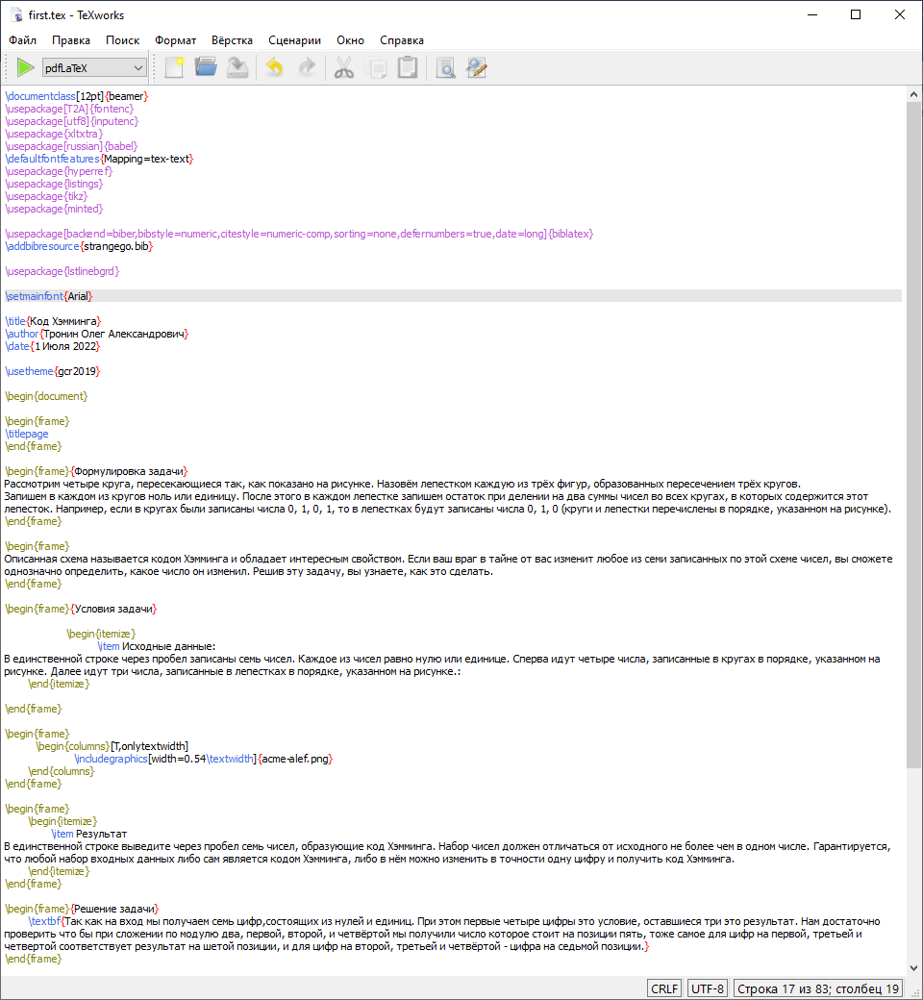 first.tex - TeXworks
Файл Правка Поиск Формат Вёрстка Сценарии Окно Справка
pdfLaTeX
\documentclass[12pt]{beamer}
\usepackage[T2A]{fontenc}
\usepackage[utf8]{inputenc}
\usepackage{xltxtra}
\usepackage[russian]{babel}
\defaultfontfeatures{Mapping=tex-text}
\usepackage{hyperref}
\usepackage{listings}
\usepackage{tikz}
\usepackage{minted}
\usepackage[backend=biber,bibstyle=numeric,citestyle=numeric-comp,sorting=none,defernumbers=true,date=long]{biblatex}
\addbibresource{strangego.bib}
\usepackage{lstlinebgrd}
\setmainfont{Arial}
\title{Код Хэмминга}
\author{Тронин Олег Александрович}
\date{1 Июля 2022}
\usetheme{gcr2019}
\begin{document}
\begin{frame}
\titlepage
\end{frame}
\begin{frame}{Формулировка задачи}
Рассмотрим четыре круга, пересекающиеся так, как показано на рисунке. Назовём лепестком каждую из трёх фигур, образованных пересечением трёх кругов.
Запишем в каждом из кругов ноль или единицу. После этого в каждом лепестке запишем остаток при делении на два суммы чисел во всех кругах, в которых содержится этот
лепесток. Например, если в кругах были записаны числа 0, 1, 0, 1, то в лепестках будут записаны числа 0, 1, 0 (круги и лепестки перечислены в порядке, указанном на рисунке).
\end{frame}
\begin{frame}
Описанная схема называется кодом Хэмминга и обладает интересным свойством. Если ваш враг в тайне от вас изменит любое из семи записанных по этой схеме чисел, вы сможете
однозначно определить, какое число он изменил. Решив эту задачу, вы узнаете, как это сделать.
\end{frame}
\begin{frame}{Условия задачи}
\begin{itemize}
\item Исходные данные:
В единственной строке через пробел записаны семь чисел. Каждое из чисел равно нулю или единице. Сперва идут четыре числа, записанные в кругах в порядке, указанном на
рисунке. Далее идут три числа, записанные в лепестках в порядке, указанном на рисунке.:
\end{itemize}
\end{frame}
\begin{frame}
\begin{columns}[T,onlytextwidth]
\includegraphics[width=0.54\textwidth]{acme-alef.png}
\end{columns}
\end{frame}
\begin{frame}
\begin{itemize}
\item Результат
В единственной строке выведите через пробел семь чисел, образующие код Хэмминга. Набор чисел должен отличаться от исходного не более чем в одном числе. Гарантируется,
что любой набор входных данных либо сам является кодом Хэмминга, либо в нём можно изменить в точности одну цифру и получить код Хэмминга.
\end{itemize}
\end{frame}
\begin{frame}{Решение задачи}
\textbf{Так как на вход мы получаем семь цифр,состоящих из нулей и единиц. При этом первые четыре цифры это условие, оставшиеся три это результат. Нам достаточно
проверить что бы при сложении по модулю два, первой, второй, и четвёртой мы получили число которое стоит на позиции пять, тоже самое для цифр на первой, третьей и
четвертой соответствует результат на шетой позиции, и для цифр на второй, третьей и четвёртой - цифра на седьмой позиции.}
\end{frame}
CRLF UTF-8 Строка 17 из 83; столбец 19